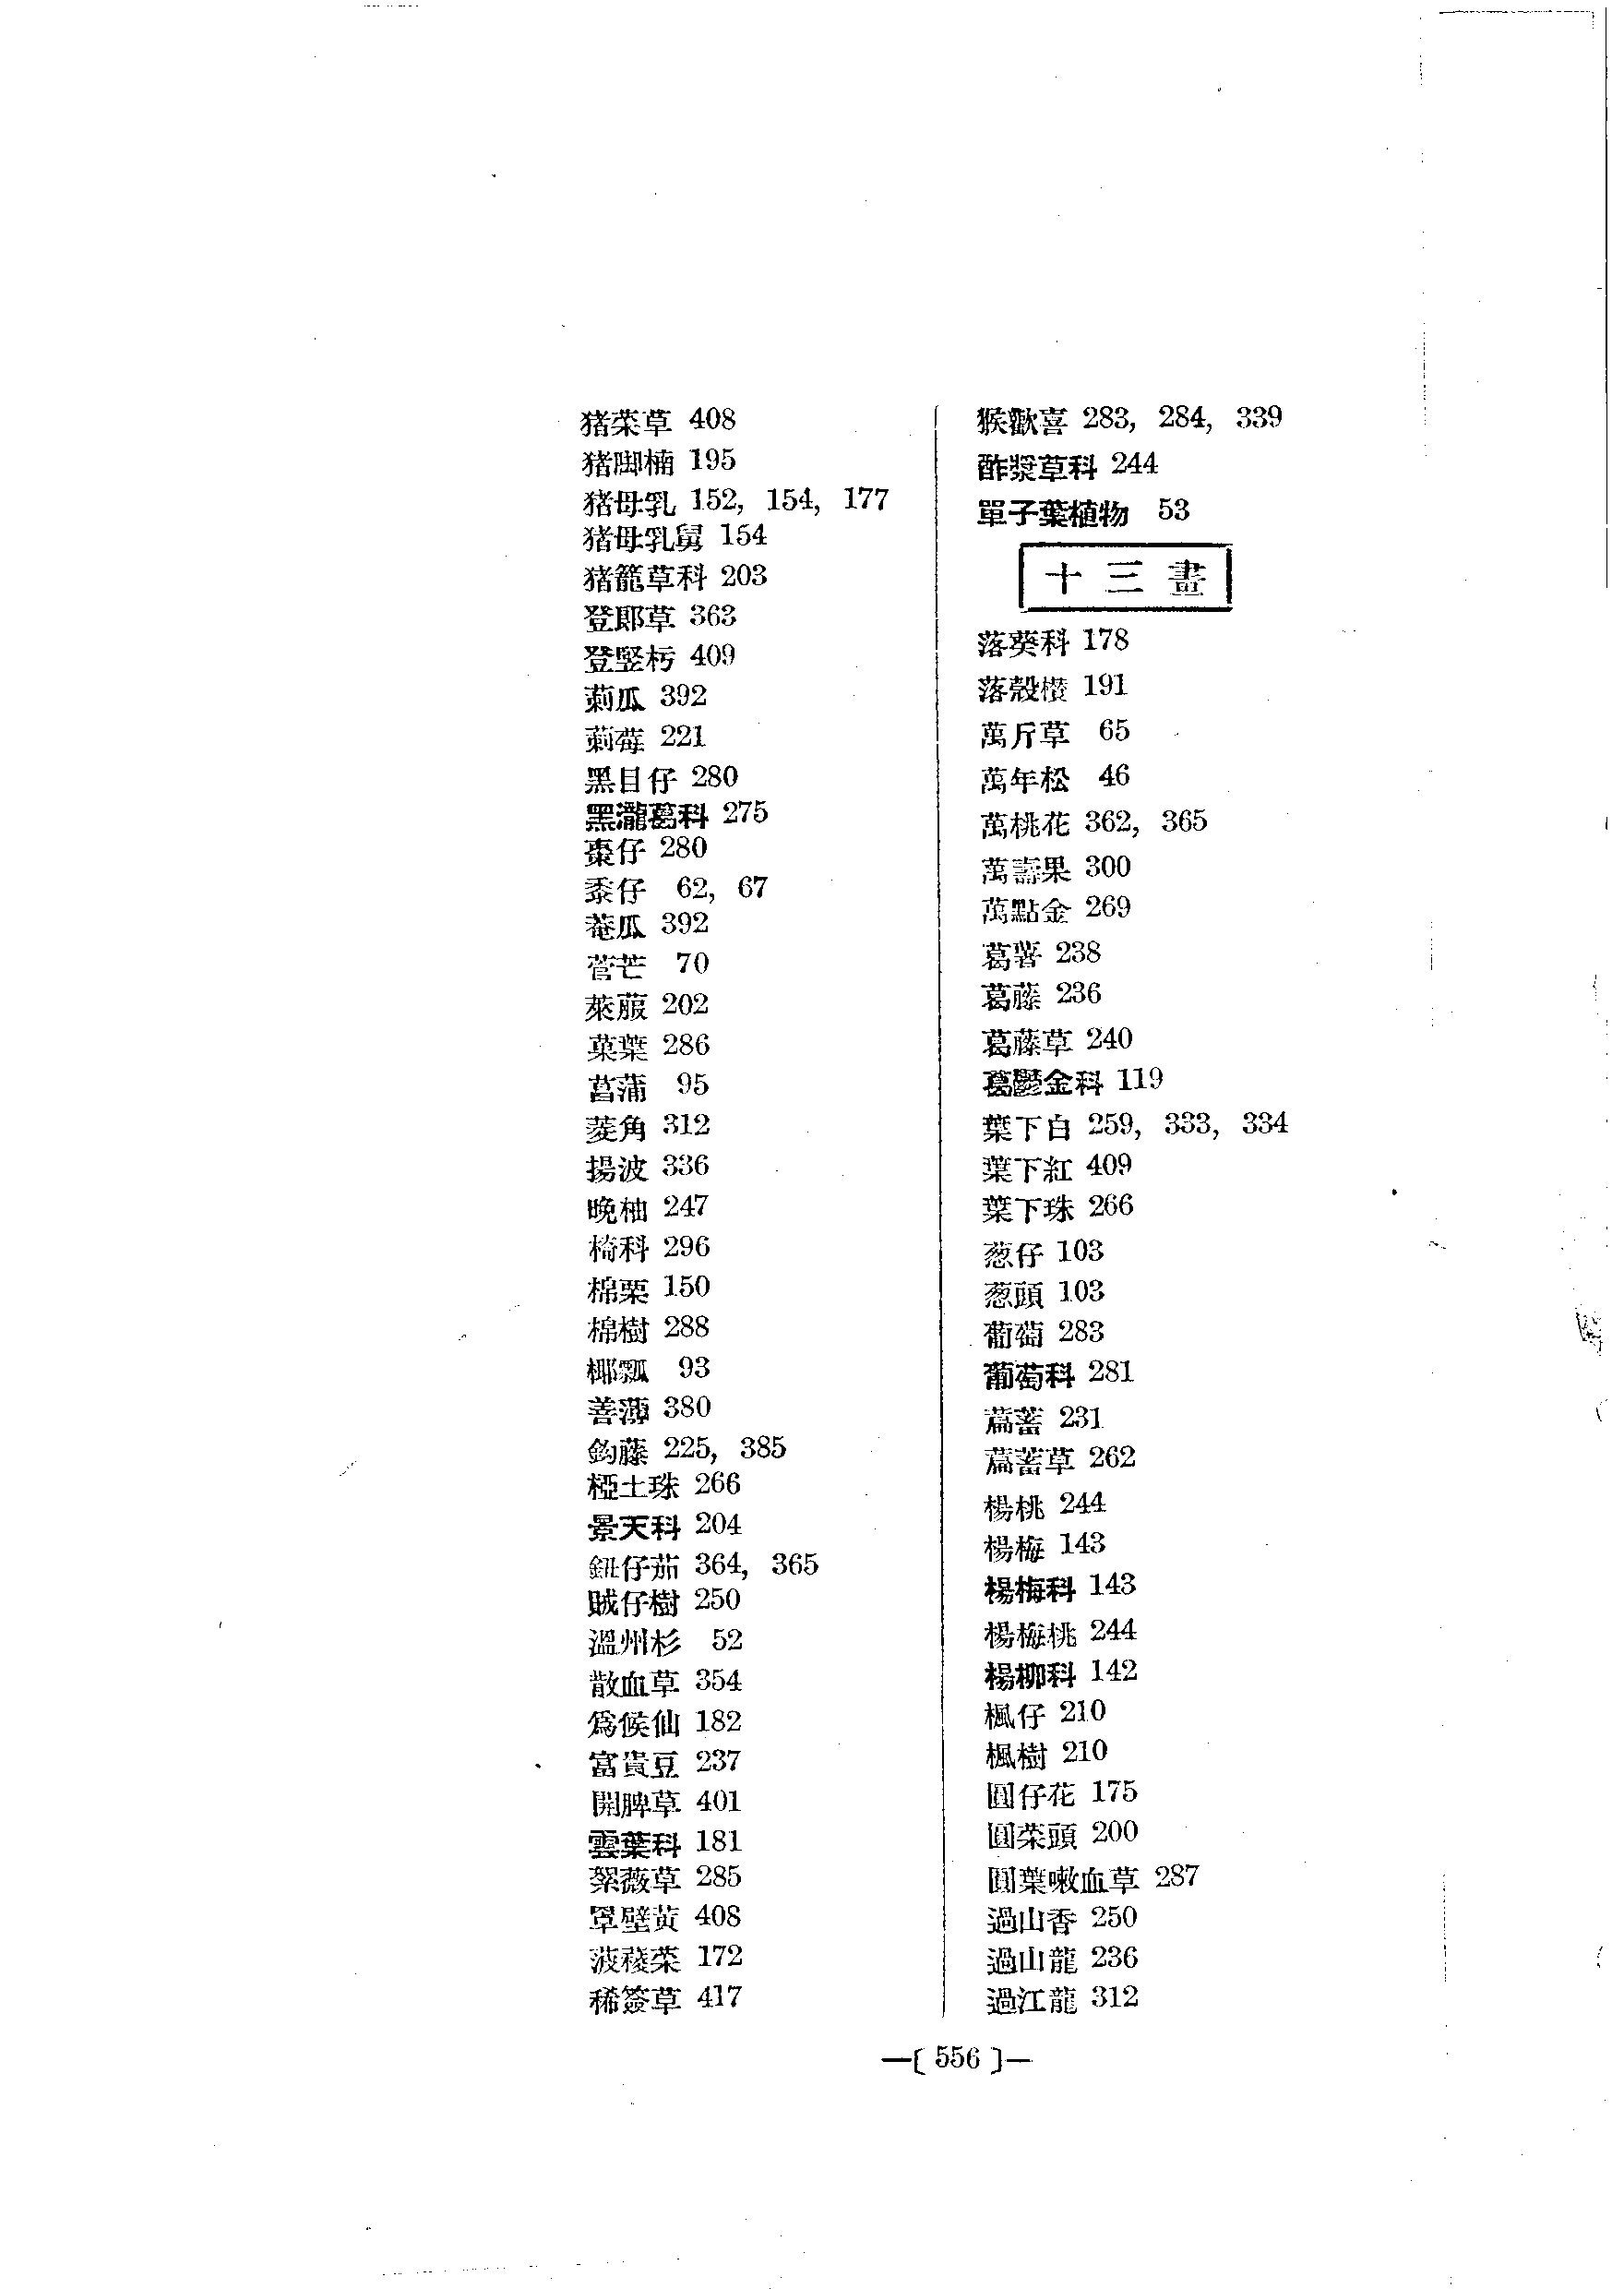 猪菜草 408
猪脚楠 195
猪母乳 152, 154, 177
猪母乳舅 154
猪籠草科 203
登郞草 363
登竪杇 409
莿瓜 392
莿莓 221
黑目仔 280
黑瀧葛科 275
棗仔 280
黍仔 62, 67
菴瓜 392
菅芒 70
萊菔 202
菓葉 286
菖蒲 95
菱角 312
揚波 336
晚柚 247
椅科 296
棉栗 150
棉樹 288
椰瓢 93
善薄 380
鈎藤 225, 385
椏土珠 266
景天科 204
鈕仔茄 364, 365
賊仔樹 250
溫州杉 52
散血草 354
爲候仙 182
富貴豆 237
開脾草 401
雲葉科 181
絮薇草 285
罩壁黃 408
菠稜菜 172
稀簽草 417
猴歡喜 283, 284, 339
酢漿草科 244
單子葉植物 53
十三畫
落葵科 178
落殼櫕 191
萬斤草 65
萬年松 46
萬桃花 362, 365
萬壽果 300
萬點金 269
葛薯 238
葛藤 236
葛藤草 240
葛鬱金科 119
葉下白 259, 333, 334
葉下紅 409
葉下珠 266
葱仔 103
葱頭 103
葡萄 283
葡萄科 281
萹蓄 231
萹蓄草 262
楊桃 244
楊梅 143
楊梅科 143
楊梅桃 244
楊柳科 142
楓仔 210
楓樹 210
圓仔花 175
圓菜頭 200
圓葉嗽血草 287
過山香 250
過山龍 236
過江龍 312
—[ 556 ]—